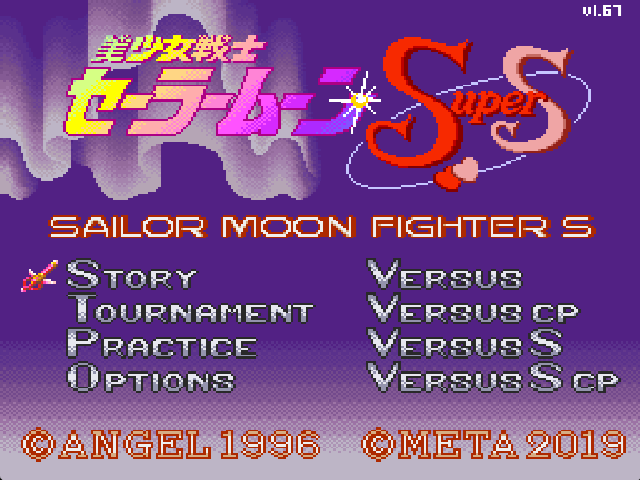 v1.67
美少女戦士
セーラームーン SuperS
SAILOR MOON FIGHTER S
STORY VERSUS
TOURNAMENT VERSUS CP
PRACTICE VERSUS S
OPTIONS VERSUS S CP
©ANGEL 1996 ©META 2019